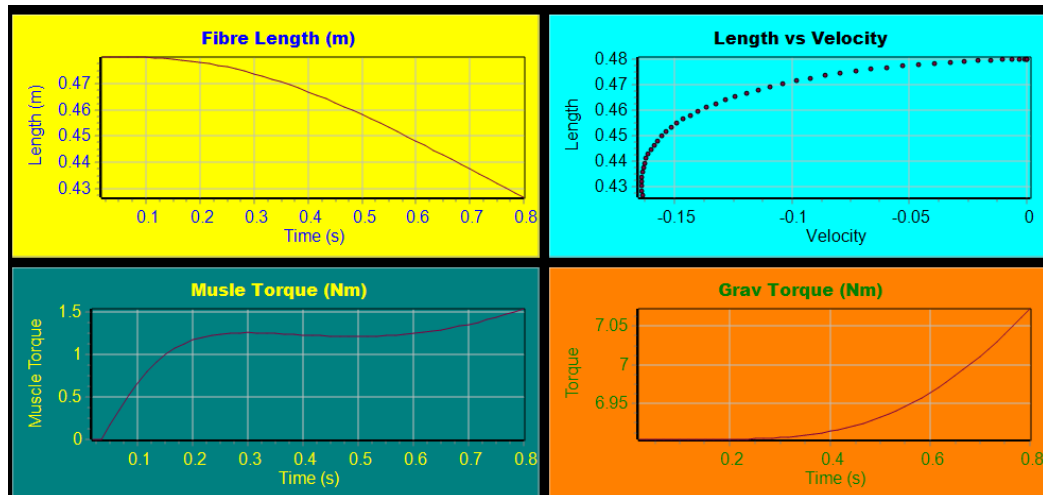 Fibre Length (m)
Length (m)
0.47
0.46
0.45
0.44
0.43
0.1 0.2 0.3 0.4 0.5 0.6 0.7 0.8
Time (s)
Length vs Velocity
Length
0.48
0.47
0.46
0.45
0.44
0.43
-0.15 -0.1 -0.05 0
Velocity
Musle Torque (Nm)
Muscle Torque
1.5
1
0.5
0
0.1 0.2 0.3 0.4 0.5 0.6 0.7 0.8
Time (s)
Grav Torque (Nm)
Torque
7.05
7
6.95
0.2 0.4 0.6 0.8
Time (s)